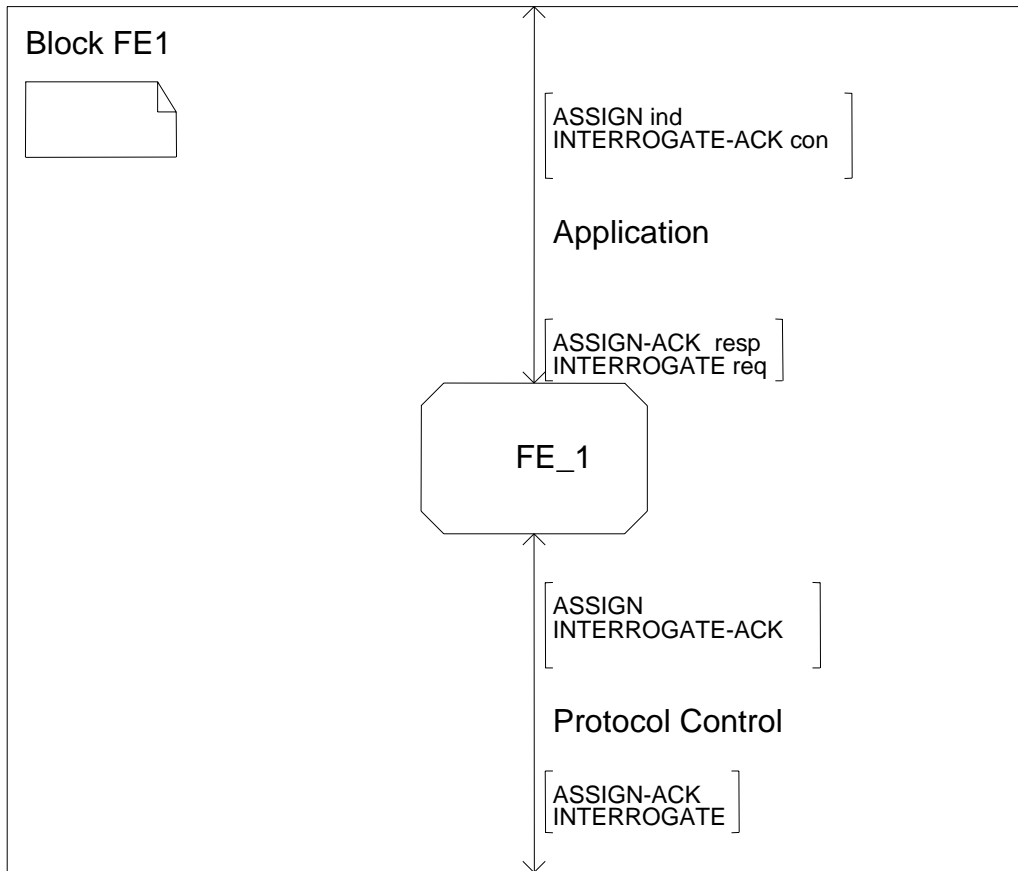 Block FE1
ASSIGN ind
INTERROGATE-ACK con
Application
ASSIGN-ACK  resp
INTERROGATE req
FE_1
ASSIGN
INTERROGATE-ACK
Protocol Control
ASSIGN-ACK
INTERROGATE